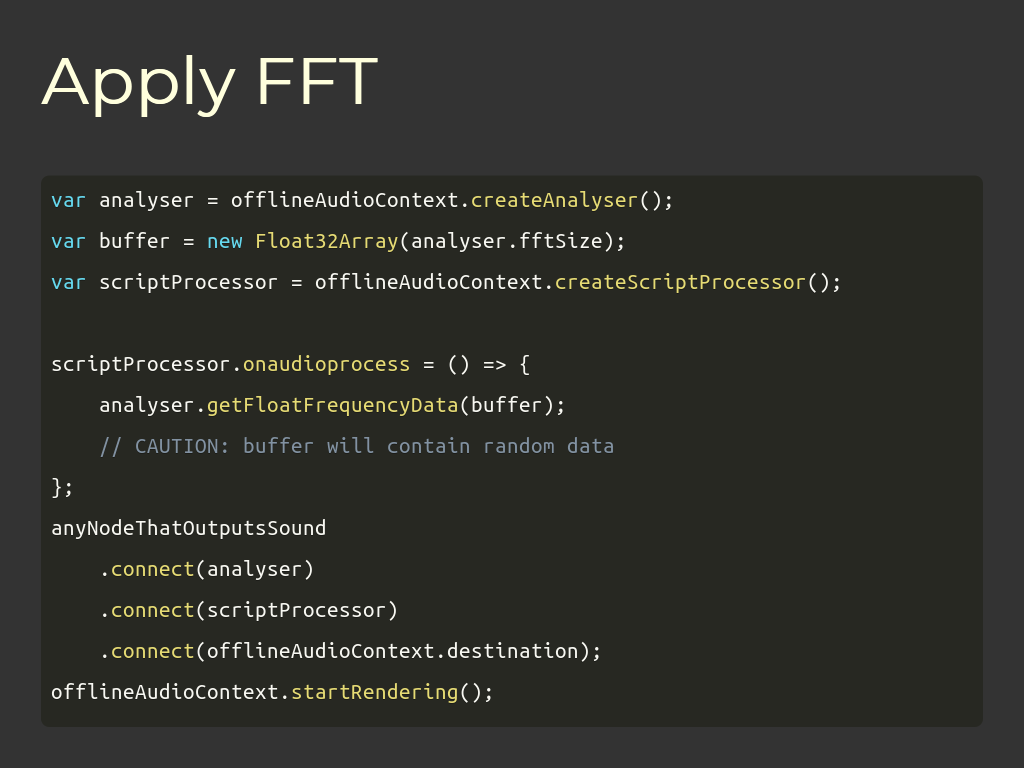 Apply FFT
var analyser = offlineAudioContext.createAnalyser();
var buffer = new Float32Array(analyser.fftSize);
var scriptProcessor = offlineAudioContext.createScriptProcessor();
scriptProcessor.onaudioprocess = () => {
    analyser.getFloatFrequencyData(buffer);
    // CAUTION: buffer will contain random data
};
anyNodeThatOutputsSound
    .connect(analyser)
    .connect(scriptProcessor)
    .connect(offlineAudioContext.destination);
offlineAudioContext.startRendering();